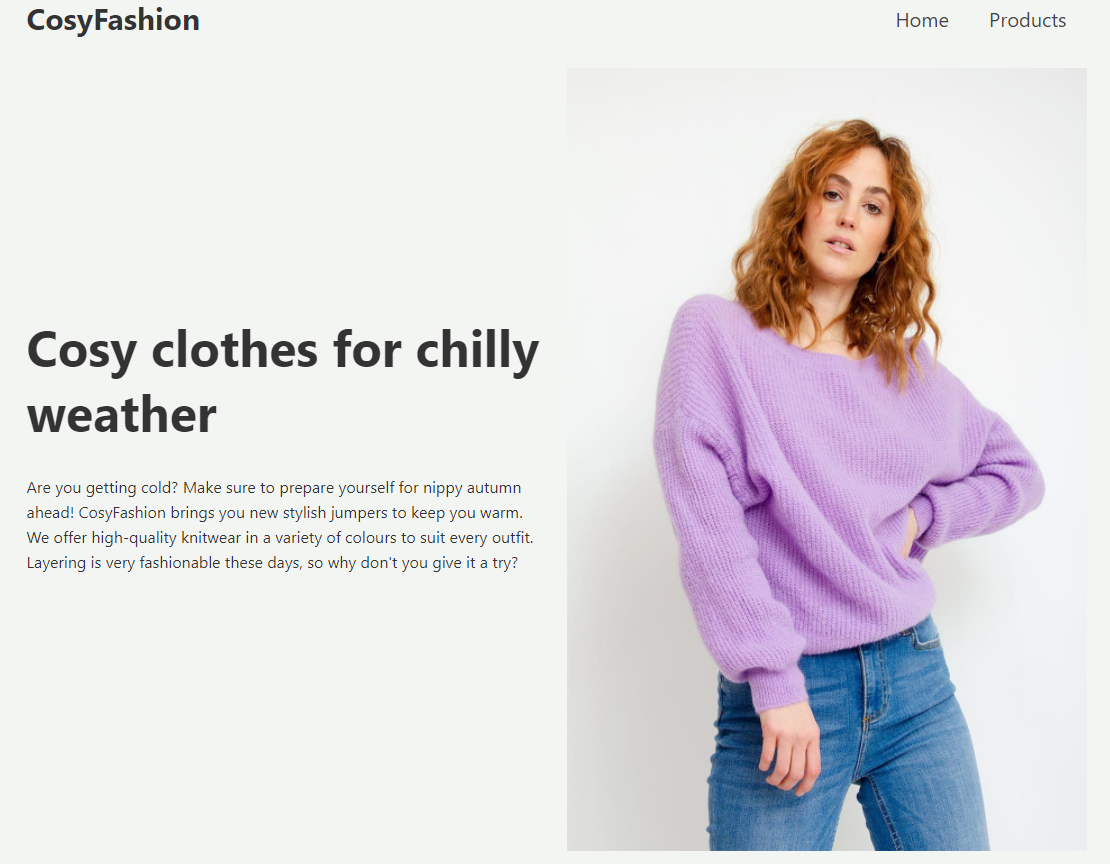 CosyFashion
Home Products
Cosy clothes for chilly
weather
Are you getting cold? Make sure to prepare yourself for nippy autumn
ahead! CosyFashion brings you new stylish jumpers to keep you warm.
We offer high-quality knitwear in a variety of colours to suit every outfit.
Layering is very fashionable these days, so why don't you give it a try?